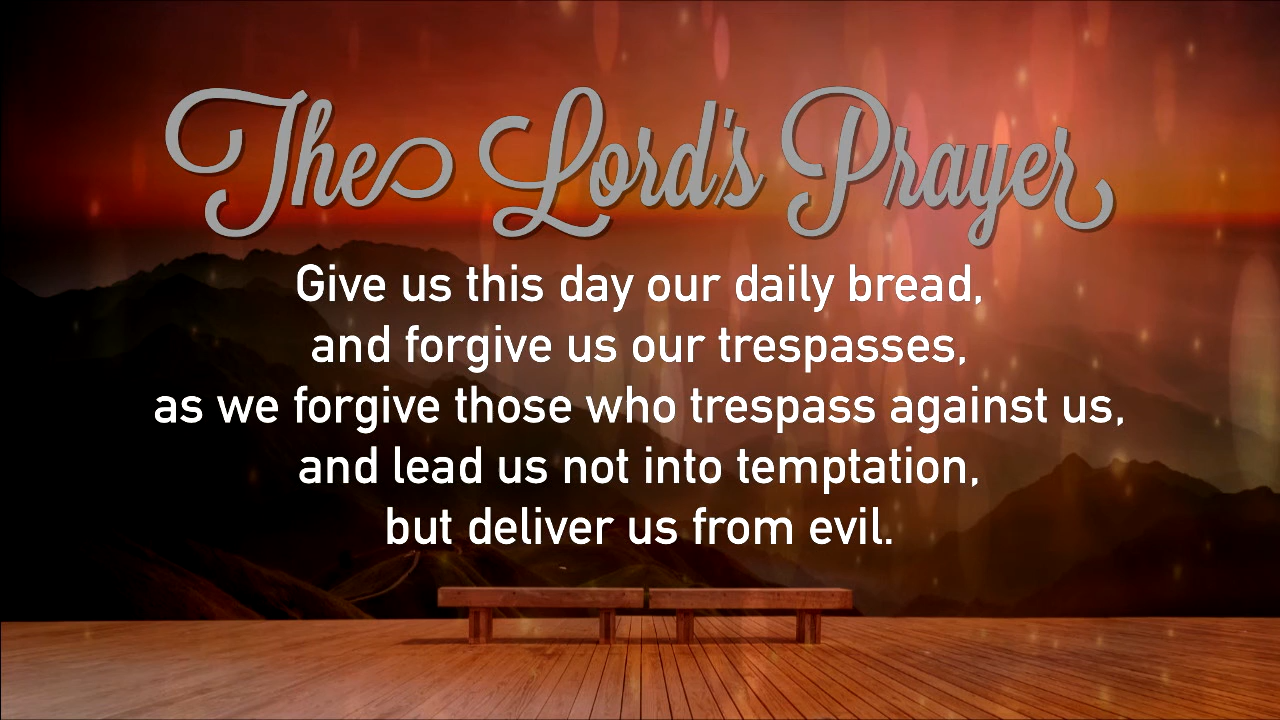 The Lord's Prayer
Give us this day our daily bread,
and forgive us our trespasses,
as we forgive those who trespass against us,
and lead us not into temptation,
but deliver us from evil.